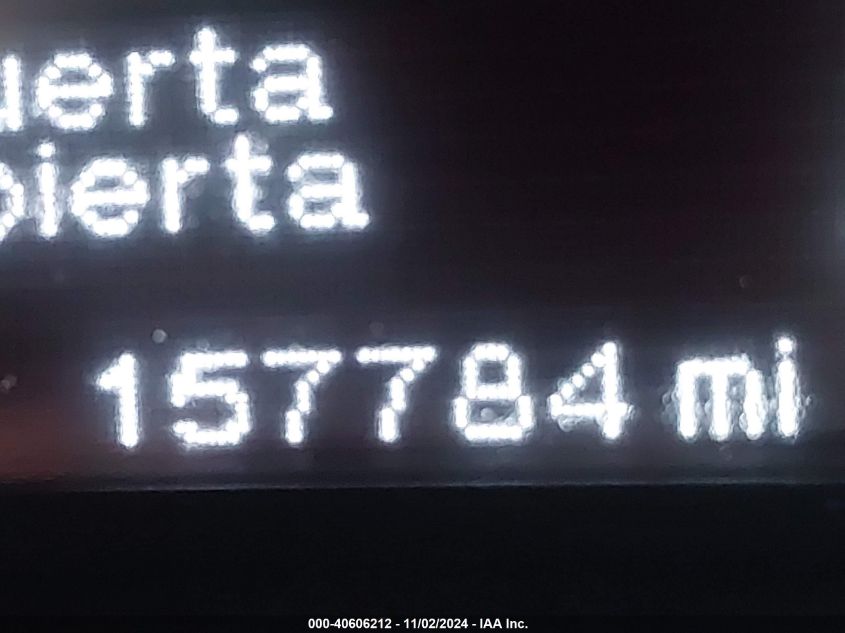 uerta
bierta
157784 mi
000-40606212 - 11/02/2024 - IAA Inc.